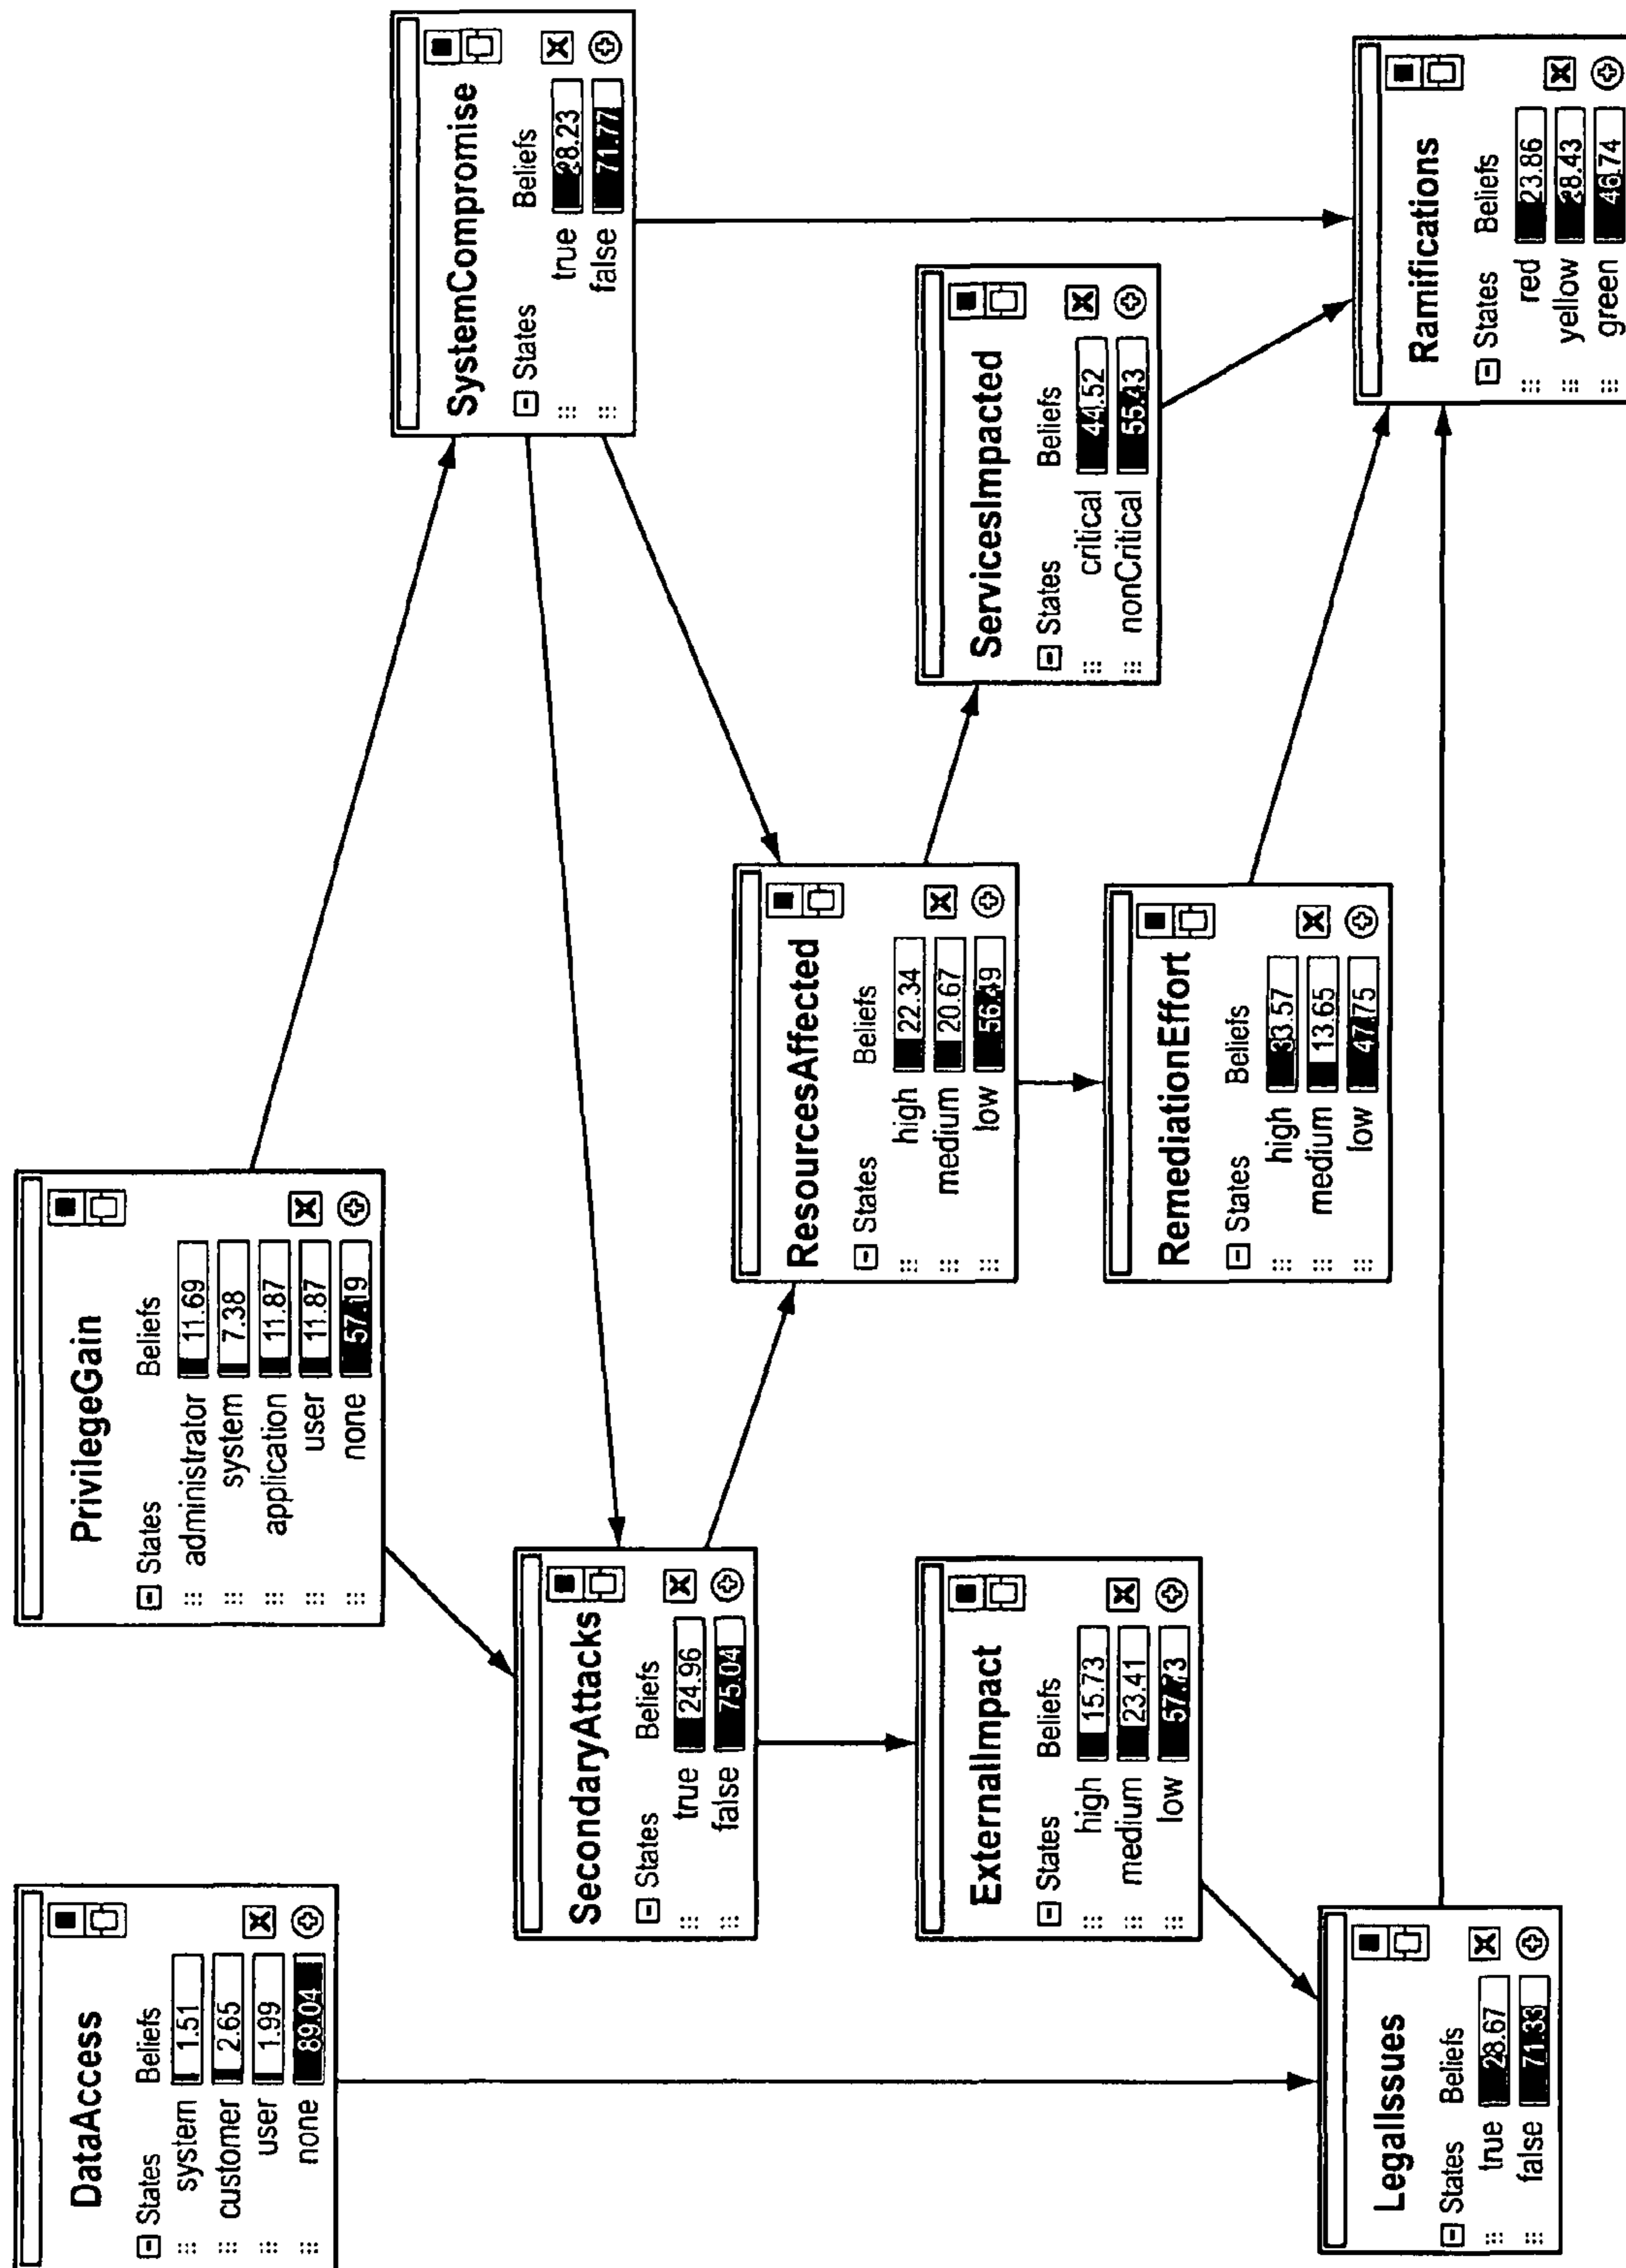 DataAccess
States Beliefs
system 1.51
customer 2.65
user 1.99
none 89.04
PrivilegeGain
States Beliefs
administrator 11.69
system 7.38
application 11.87
user 11.87
none 57.19
SystemCompromise
States Beliefs
true 28.23
false 71.77
SecondaryAttacks
States Beliefs
true 24.96
false 75.04
ResourcesAffected
States Beliefs
high 22.34
medium 20.67
low 56.49
ExternalImpact
States Beliefs
high 15.73
medium 23.41
low 57.73
ServicesImpacted
States Beliefs
critical 44.52
nonCritical 55.43
RemediationEffort
States Beliefs
high 33.57
medium 13.65
low 47.75
LegalIssues
States Beliefs
true 28.67
false 71.33
Ramifications
States Beliefs
red 23.86
yellow 28.43
green 46.74